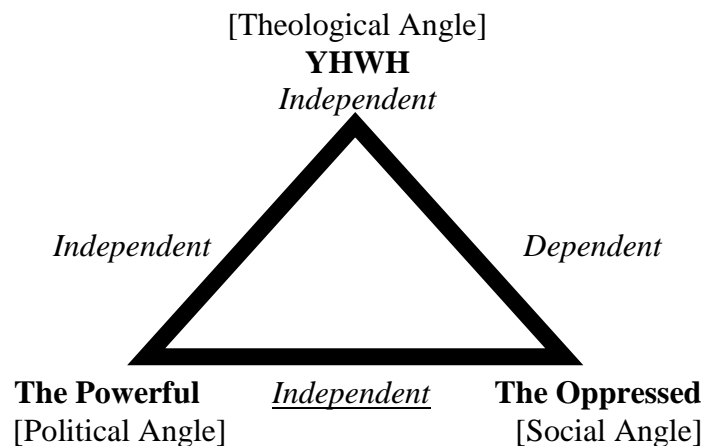 [Theological Angle]
YHWH
Independent
Independent
Dependent
The Powerful
Independent
The Oppressed
[Political Angle]
[Social Angle]